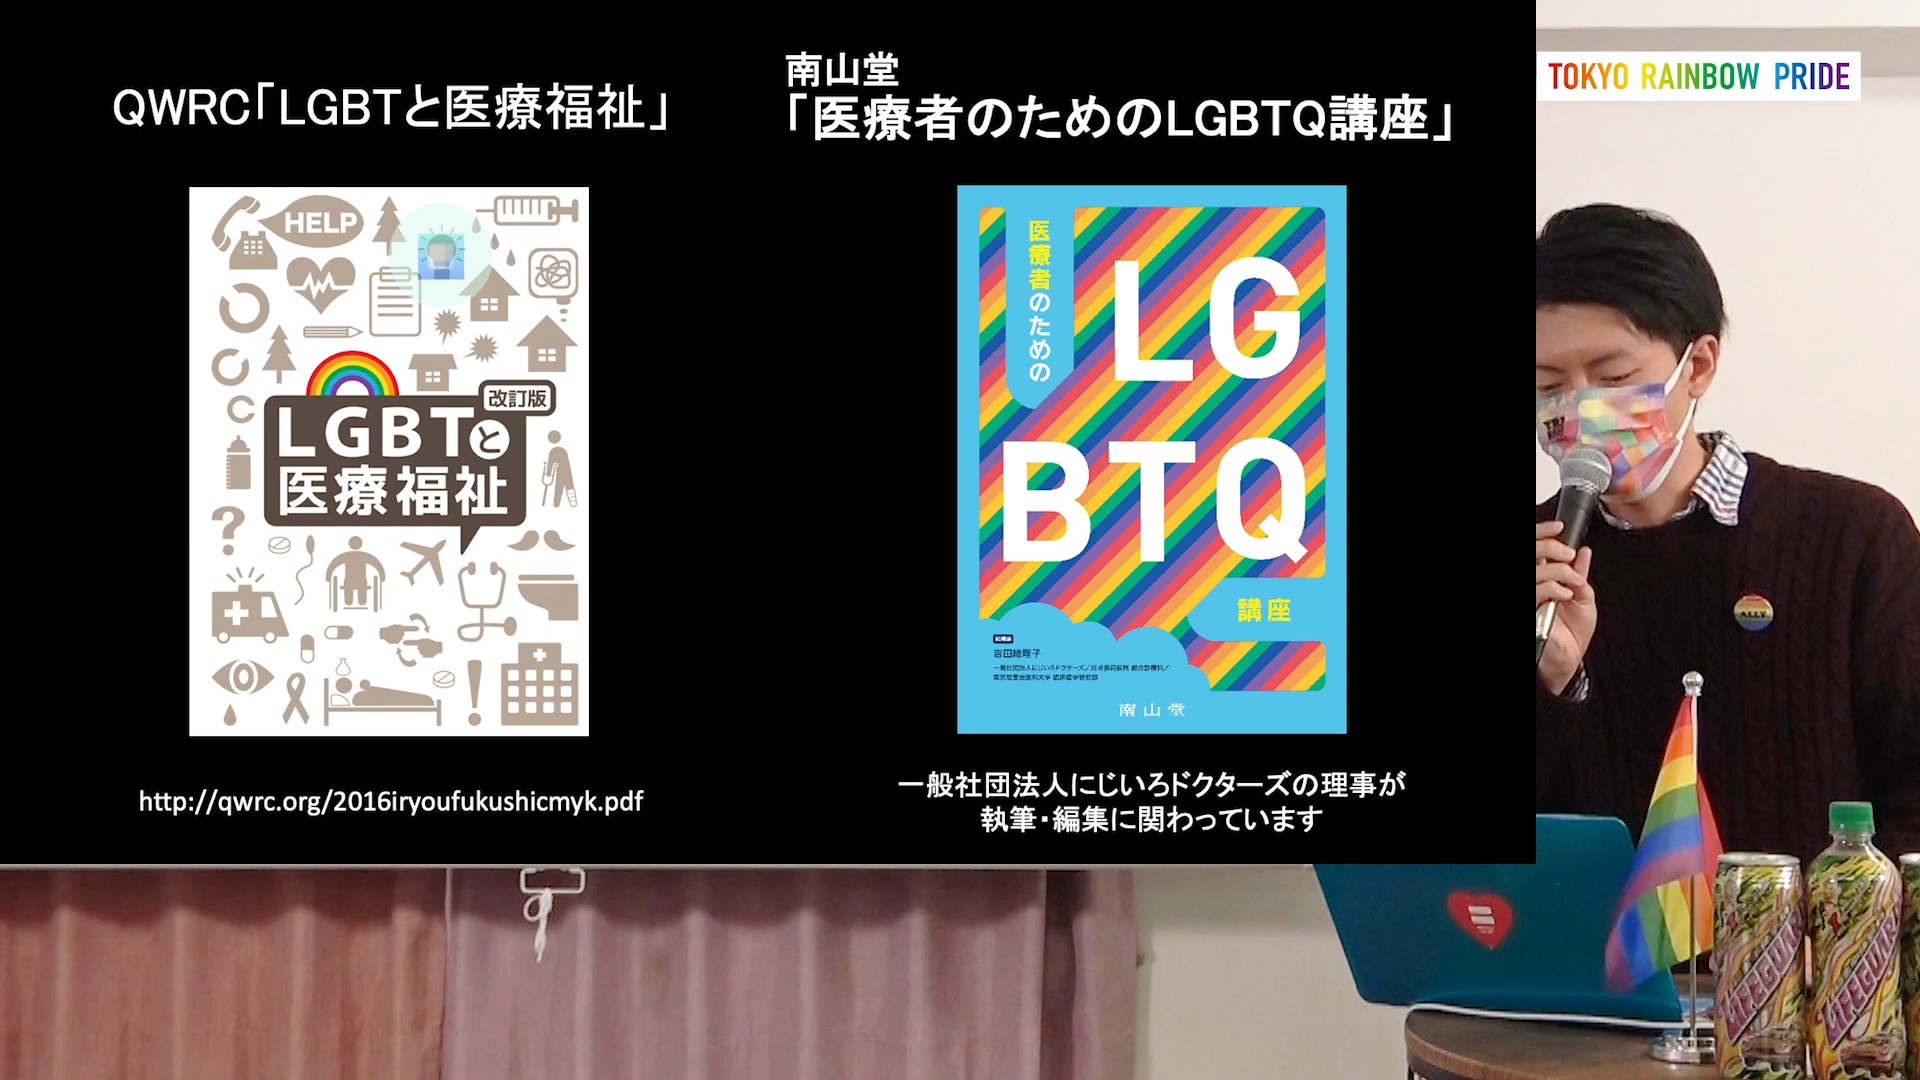 QWRC「LGBTと医療福祉」
南山堂
「医療者のためのLGBTQ講座」
TOKYO RAINBOW PRIDE
HELP
改訂版
LGBTと
医療福祉
医療者のための
LG
BTQ
講座
吉田絵理子
南山堂
http://qwrc.org/2016iryoufukushicmyk.pdf
一般社団法人にじいろドクターズの理事が
執筆・編集に関わっています
ALLY
LIFEGUARD
LIFEGUARD